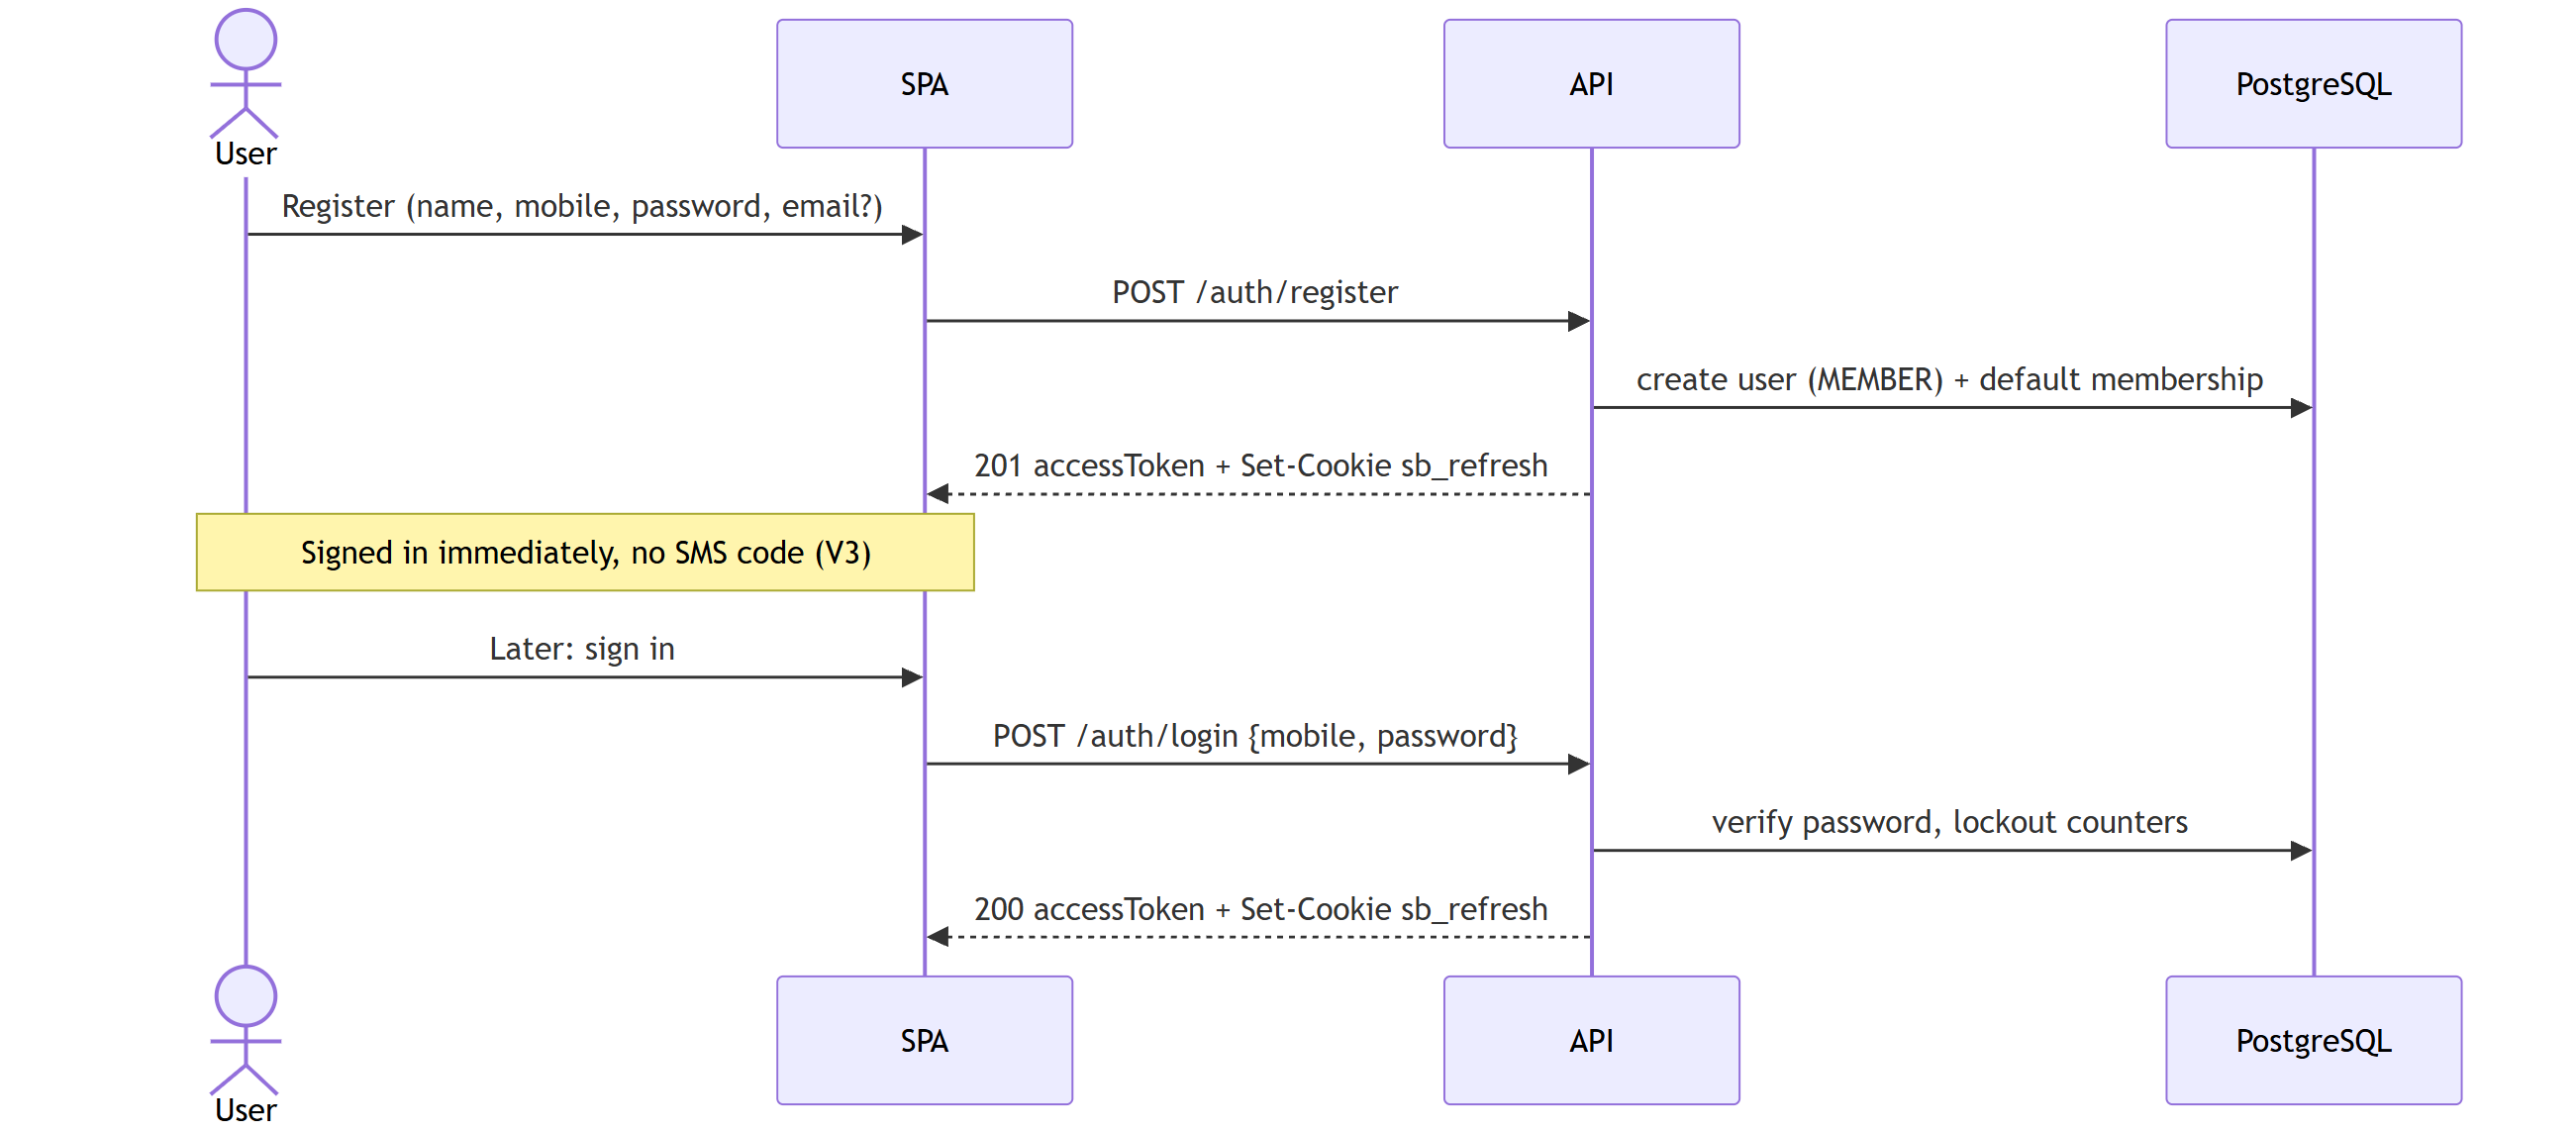 User
SPA
API
PostgreSQL
Register (name, mobile, password, email?)
POST /auth/register
create user (MEMBER) + default membership
201 accessToken + Set-Cookie sb_refresh
Signed in immediately, no SMS code (V3)
Later: sign in
POST /auth/login {mobile, password}
verify password, lockout counters
200 accessToken + Set-Cookie sb_refresh
User
SPA
API
PostgreSQL